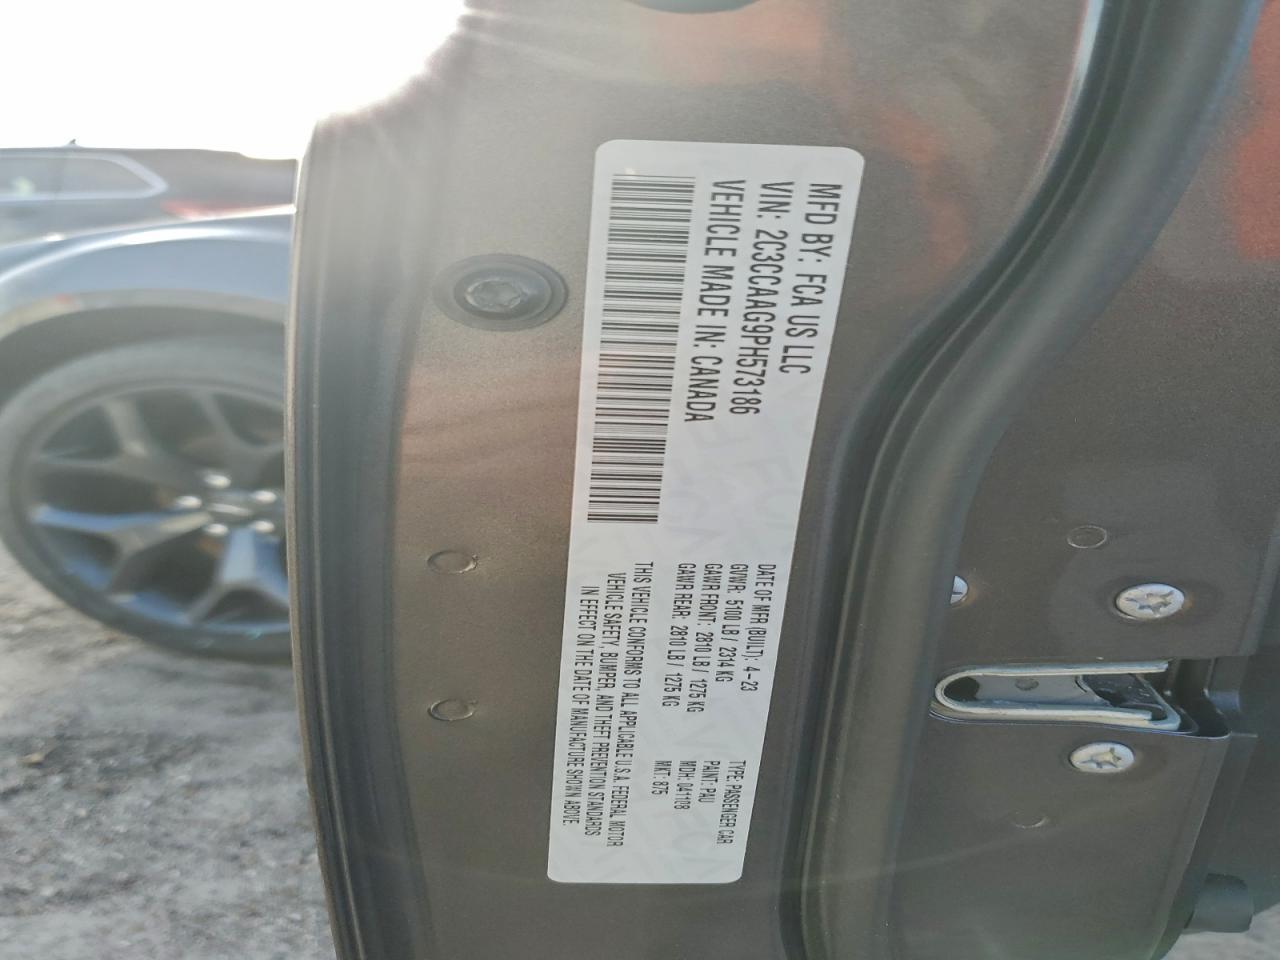 MFD BY: FCA US LLC
VIN: 2C3CCAAG9PH573186
VEHICLE MADE IN: CANADA
DATE OF MFR (BUILT): 4-23
GVWR: 5100 LB / 2314 KG
GAWR FRONT: 2810 LB / 1275 KG
GAWR REAR: 2810 LB / 1275 KG
TYPE: PASSENGER CAR
PAINT: PAU
MDH: 041108
MKT: 875
THIS VEHICLE CONFORMS TO ALL APPLICABLE U.S.A. FEDERAL MOTOR
VEHICLE SAFETY, BUMPER, AND THEFT PREVENTION STANDARDS
IN EFFECT ON THE DATE OF MANUFACTURE SHOWN ABOVE.